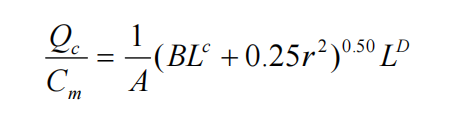 Q_c / C_m = 1 / A (BL^c + 0.25r^2)^0.50 L^D